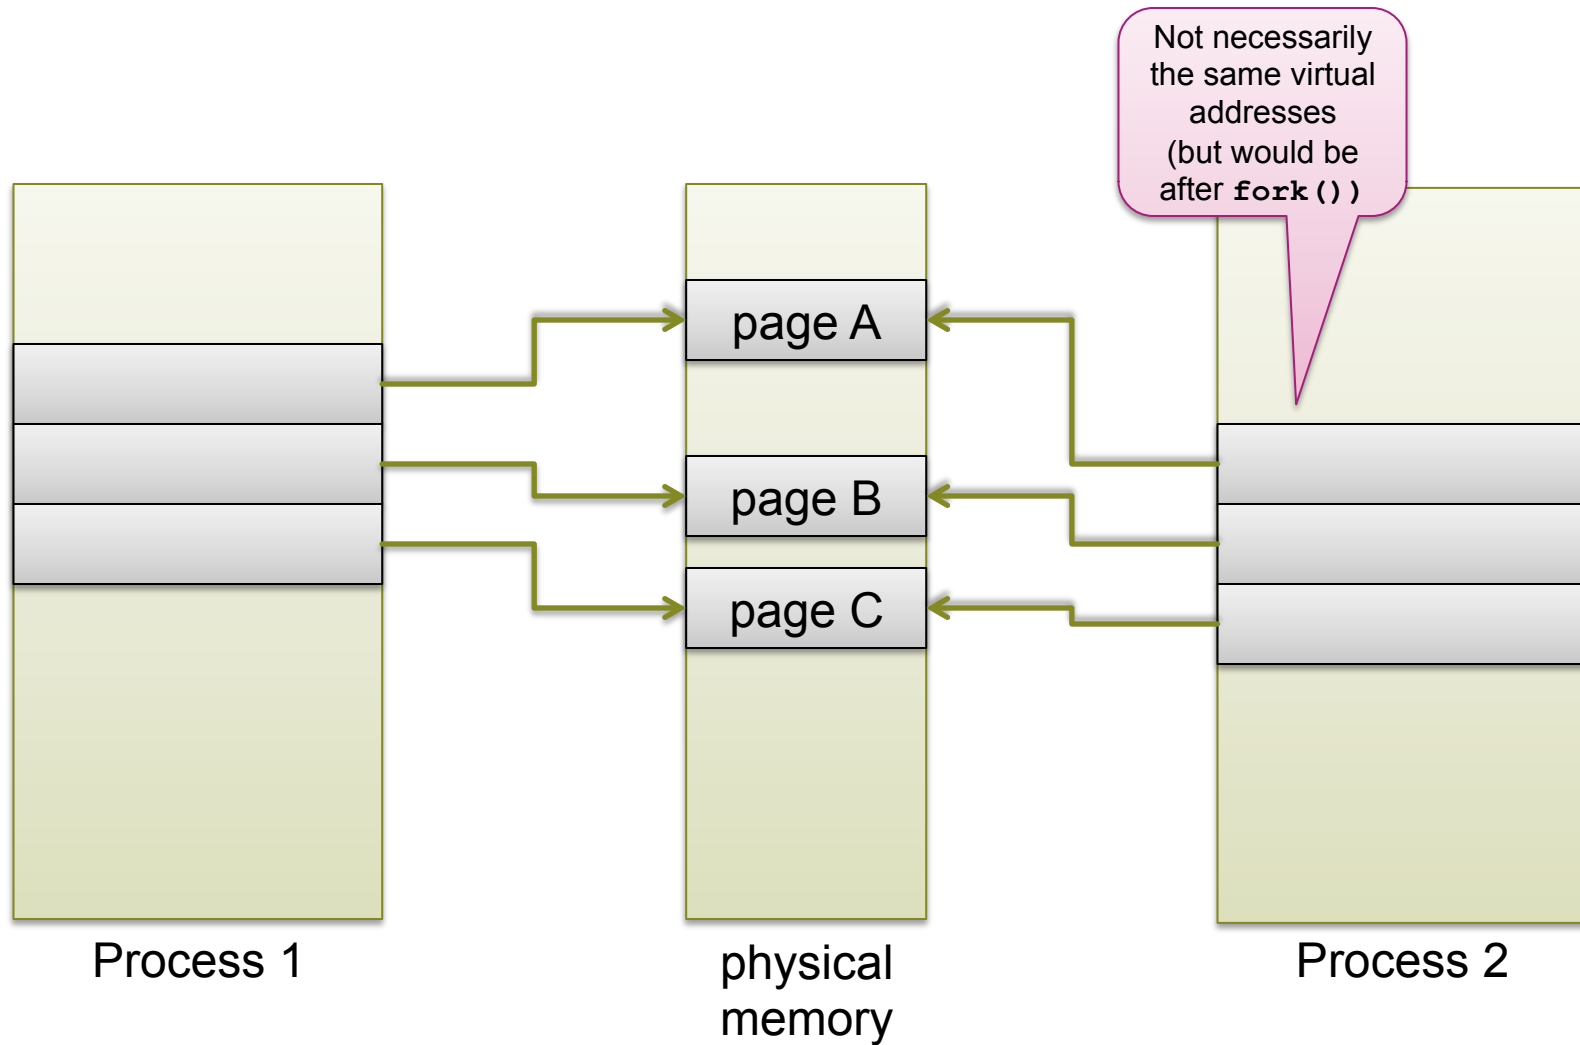 Not necessarily
the same virtual
addresses
(but would be
after fork())
page A
page B
page C
Process 1
physical
memory
Process 2